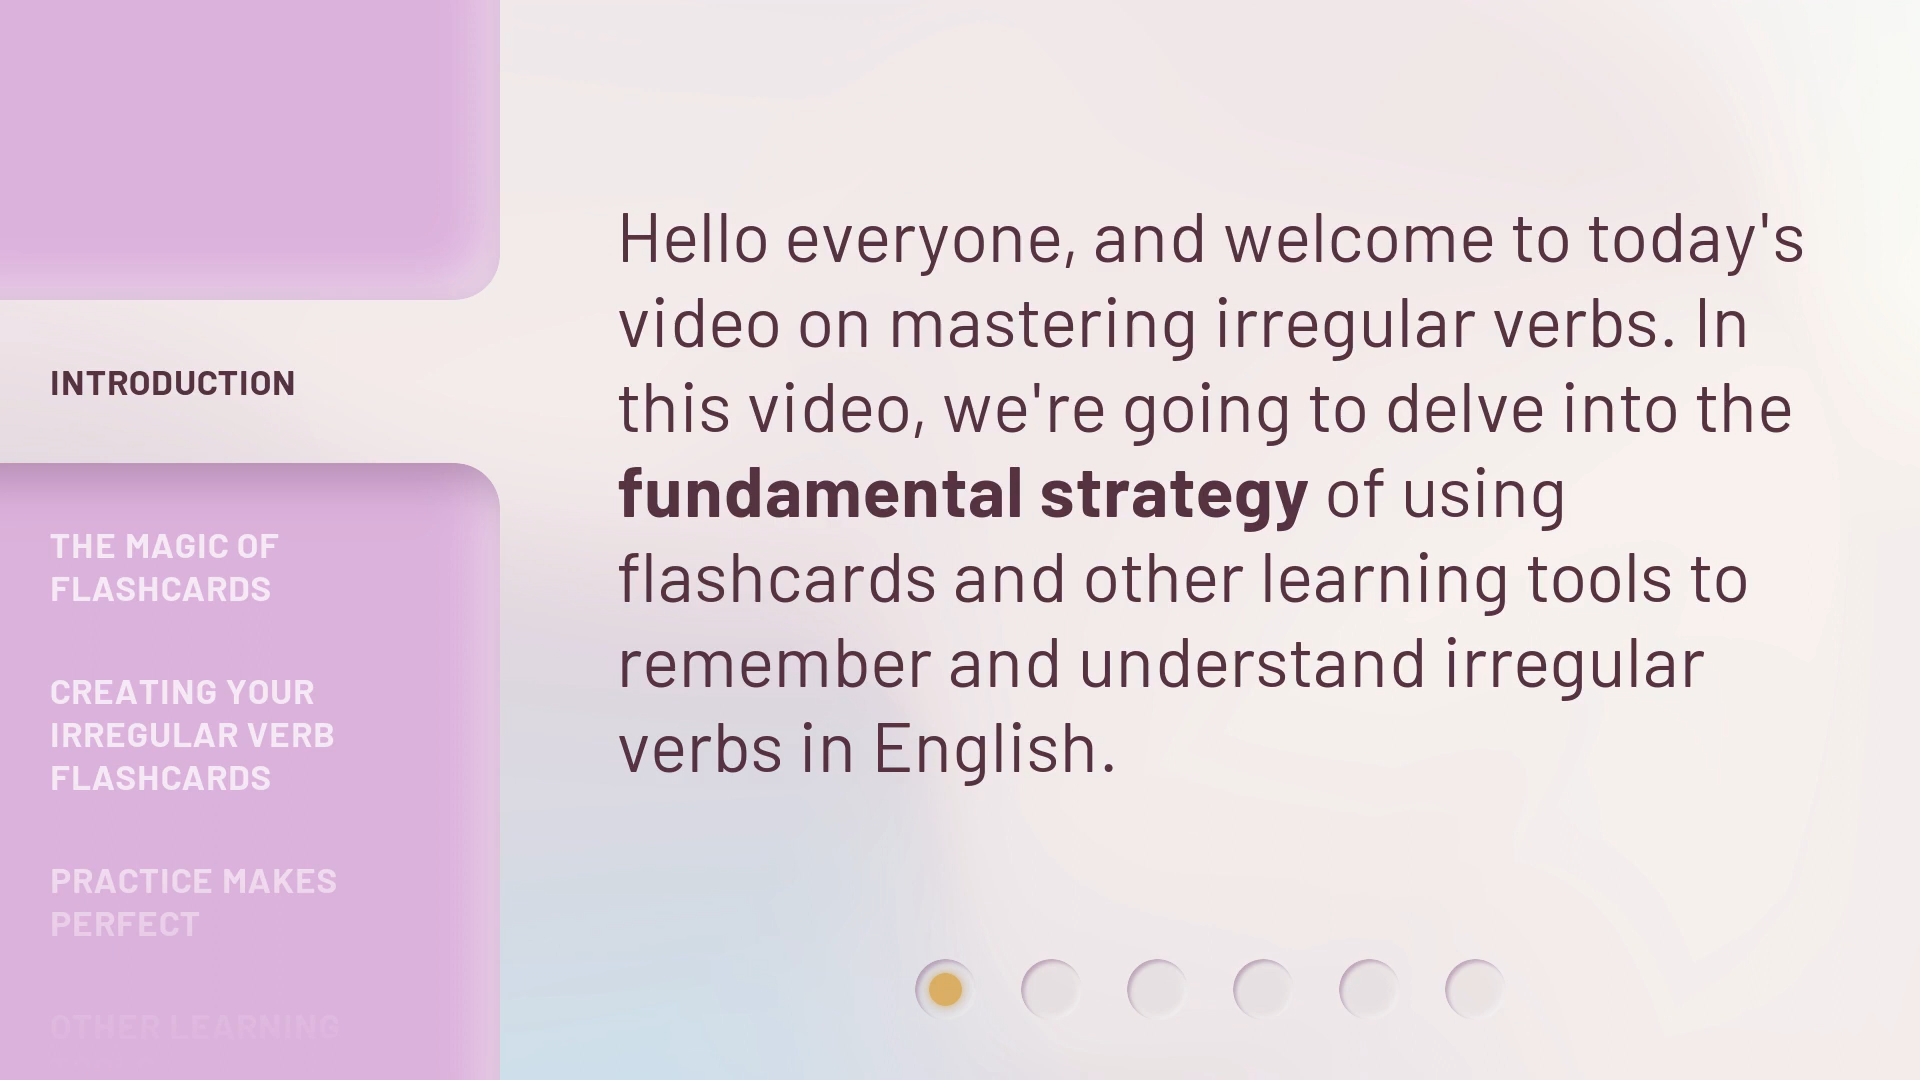 INTRODUCTION
THE MAGIC OF
FLASHCARDS
CREATING YOUR
IRREGULAR VERB
FLASHCARDS
PRACTICE MAKES
PERFECT
OTHER LEARNING
Hello everyone, and welcome to today's
video on mastering irregular verbs. In
this video, we're going to delve into the
fundamental strategy of using
flashcards and other learning tools to
remember and understand irregular
verbs in English.